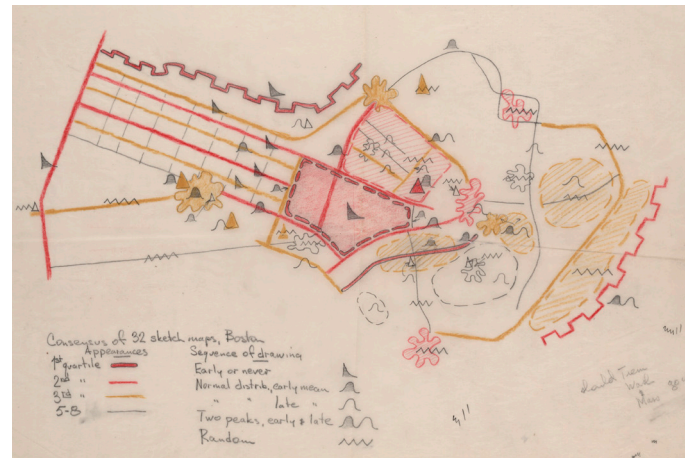 Consensus of 32 sketch maps, Boston
Appearances
Sequence of drawing
1st quartile
Early or never
2nd "
Normal distrib., early mean
3rd "
" " late "
5-8
Two peaks, early & late
Random